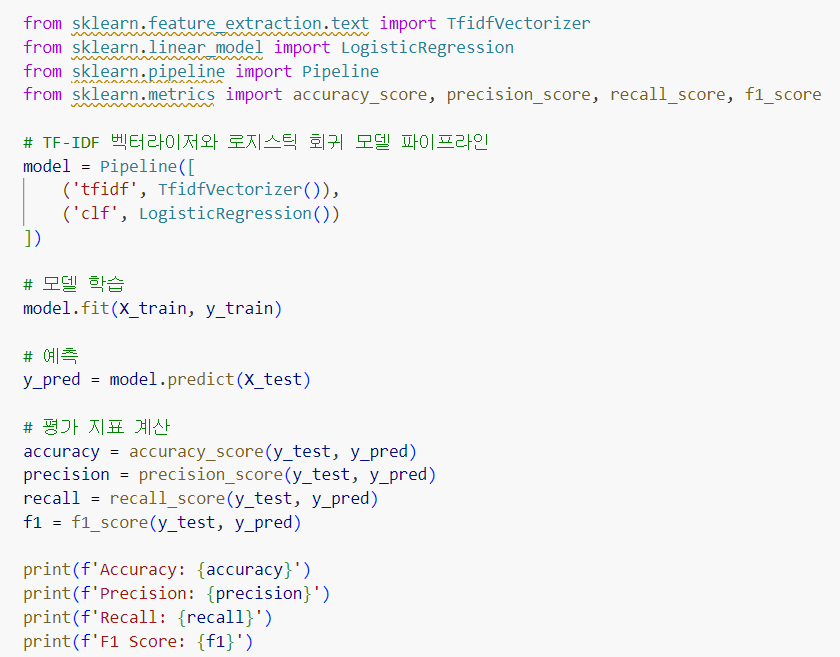 from sklearn.feature_extraction.text import TfidfVectorizer
from sklearn.linear_model import LogisticRegression
from sklearn.pipeline import Pipeline
from sklearn.metrics import accuracy_score, precision_score, recall_score, f1_score

# TF-IDF 벡터라이저와 로지스틱 회귀 모델 파이프라인
model = Pipeline([
    ('tfidf', TfidfVectorizer()),
    ('clf', LogisticRegression())
])

# 모델 학습
model.fit(X_train, y_train)

# 예측
y_pred = model.predict(X_test)

# 평가 지표 계산
accuracy = accuracy_score(y_test, y_pred)
precision = precision_score(y_test, y_pred)
recall = recall_score(y_test, y_pred)
f1 = f1_score(y_test, y_pred)

print(f'Accuracy: {accuracy}')
print(f'Precision: {precision}')
print(f'Recall: {recall}')
print(f'F1 Score: {f1}')